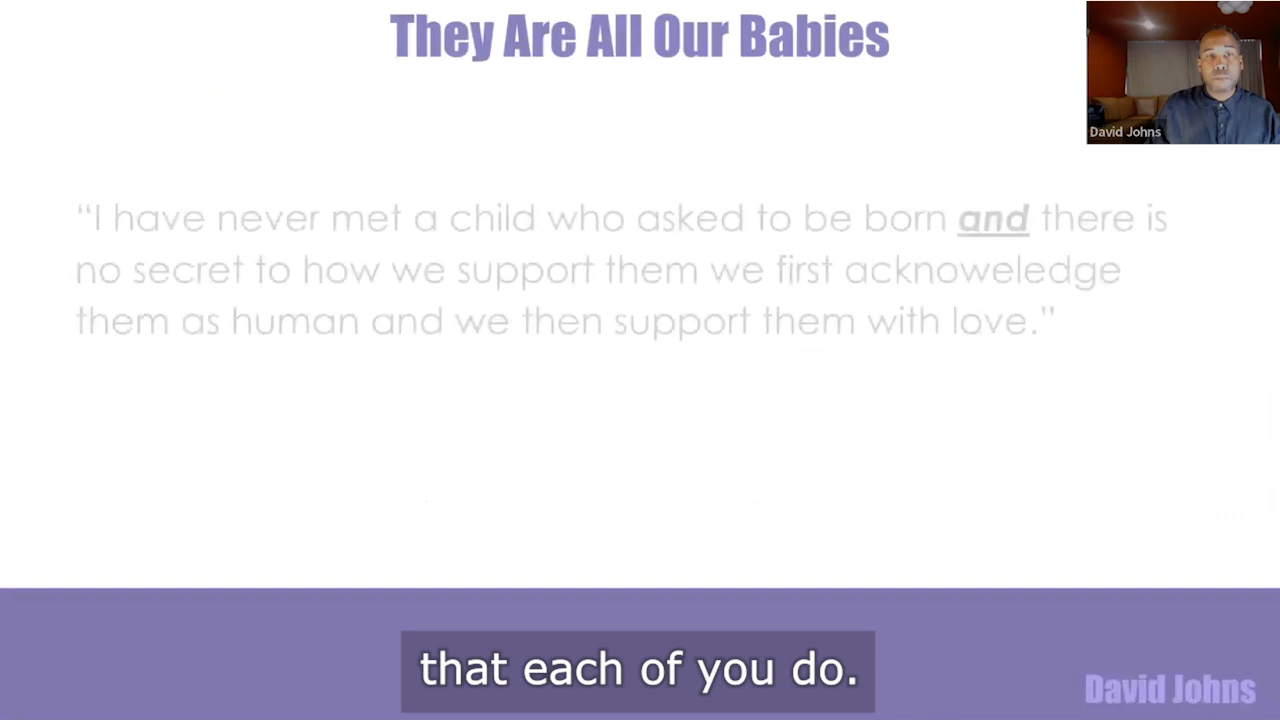 They Are All Our Babies
David Johns
“I have never met a child who asked to be born and there is
no secret to how we support them we first acknoweledge
them as human and we then support them with love.”
that each of you do.
David Johns